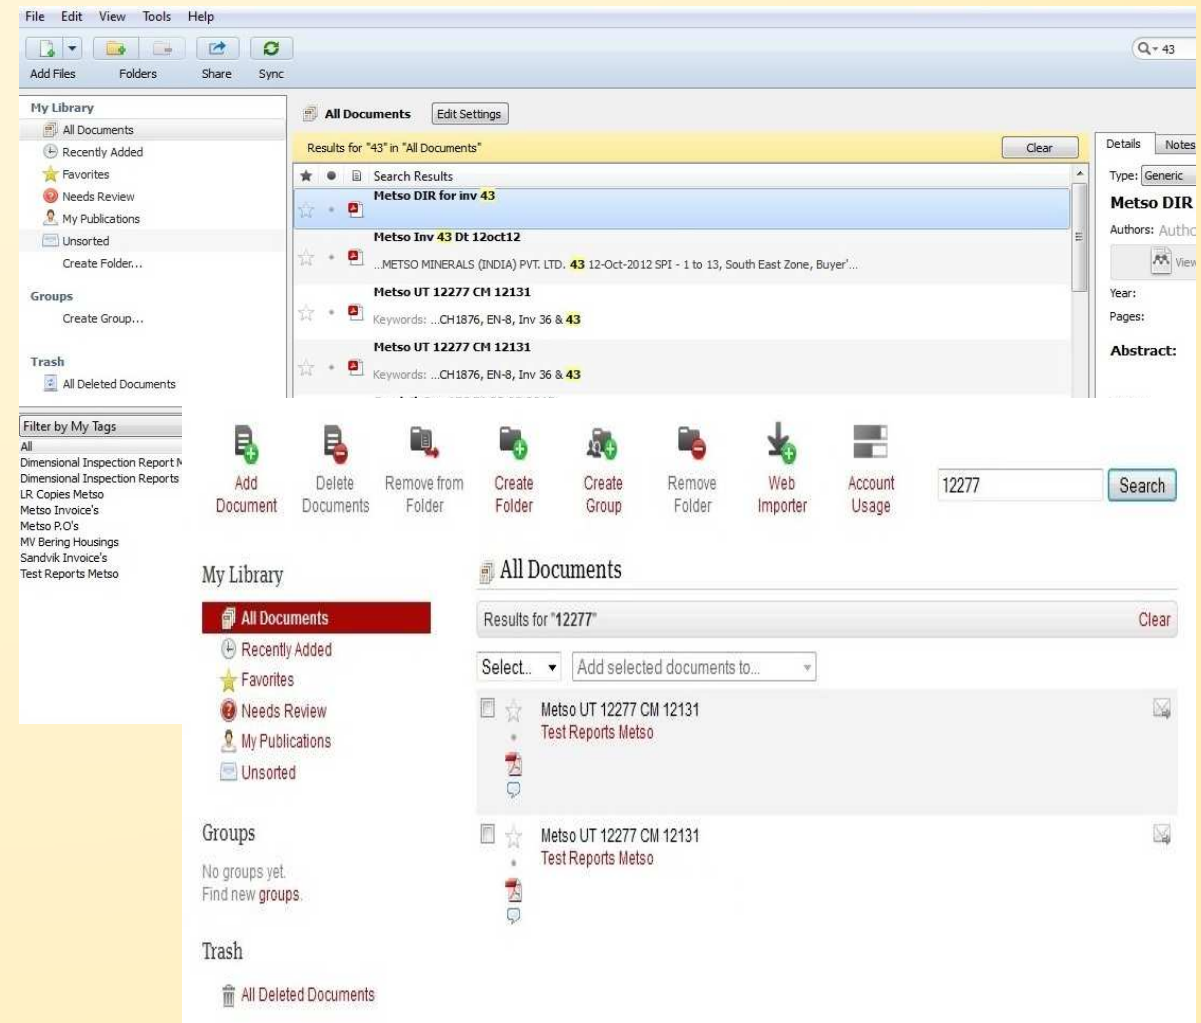 File Edit View Tools Help
43
Add Files Folders Share Sync
My Library
All Documents
Recently Added
Favorites
Needs Review
My Publications
Unsorted
Create Folder...
Groups
Create Group...
Trash
All Deleted Documents
Filter by My Tags
All
Dimensional Inspection Report M
Dimensional Inspection Reports
LR Copies Metso
Metso Invoice's
Metso P.O's
MV Bering Housings
Sandvik Invoice's
Test Reports Metso
All Documents Edit Settings
Results for "43" in "All Documents" Clear
Search Results
Metso DIR for inv 43
Metso Inv 43 Dt 12oct12
...METSO MINERALS (INDIA) PVT. LTD. 43 12-Oct-2012 SPI - 1 to 13, South East Zone, Buyer'...
Metso UT 12277 CM 12131
Keywords: ...CH1876, EN-8, Inv 36 & 43
Metso UT 12277 CM 12131
Keywords: ...CH1876, EN-8, Inv 36 & 43
Details Notes
Type: Generic
Metso DIR
Authors: Autho
View
Year:
Pages:
Abstract:
Add Document
Delete Documents
Remove from Folder
Create Folder
Create Group
Remove Folder
Web Importer
Account Usage
12277 Search
My Library
All Documents
Recently Added
Favorites
Needs Review
My Publications
Unsorted
Groups
No groups yet.
Find new groups.
Trash
All Deleted Documents
All Documents
Results for "12277" Clear
Select.. Add selected documents to...
Metso UT 12277 CM 12131
Test Reports Metso
Metso UT 12277 CM 12131
Test Reports Metso